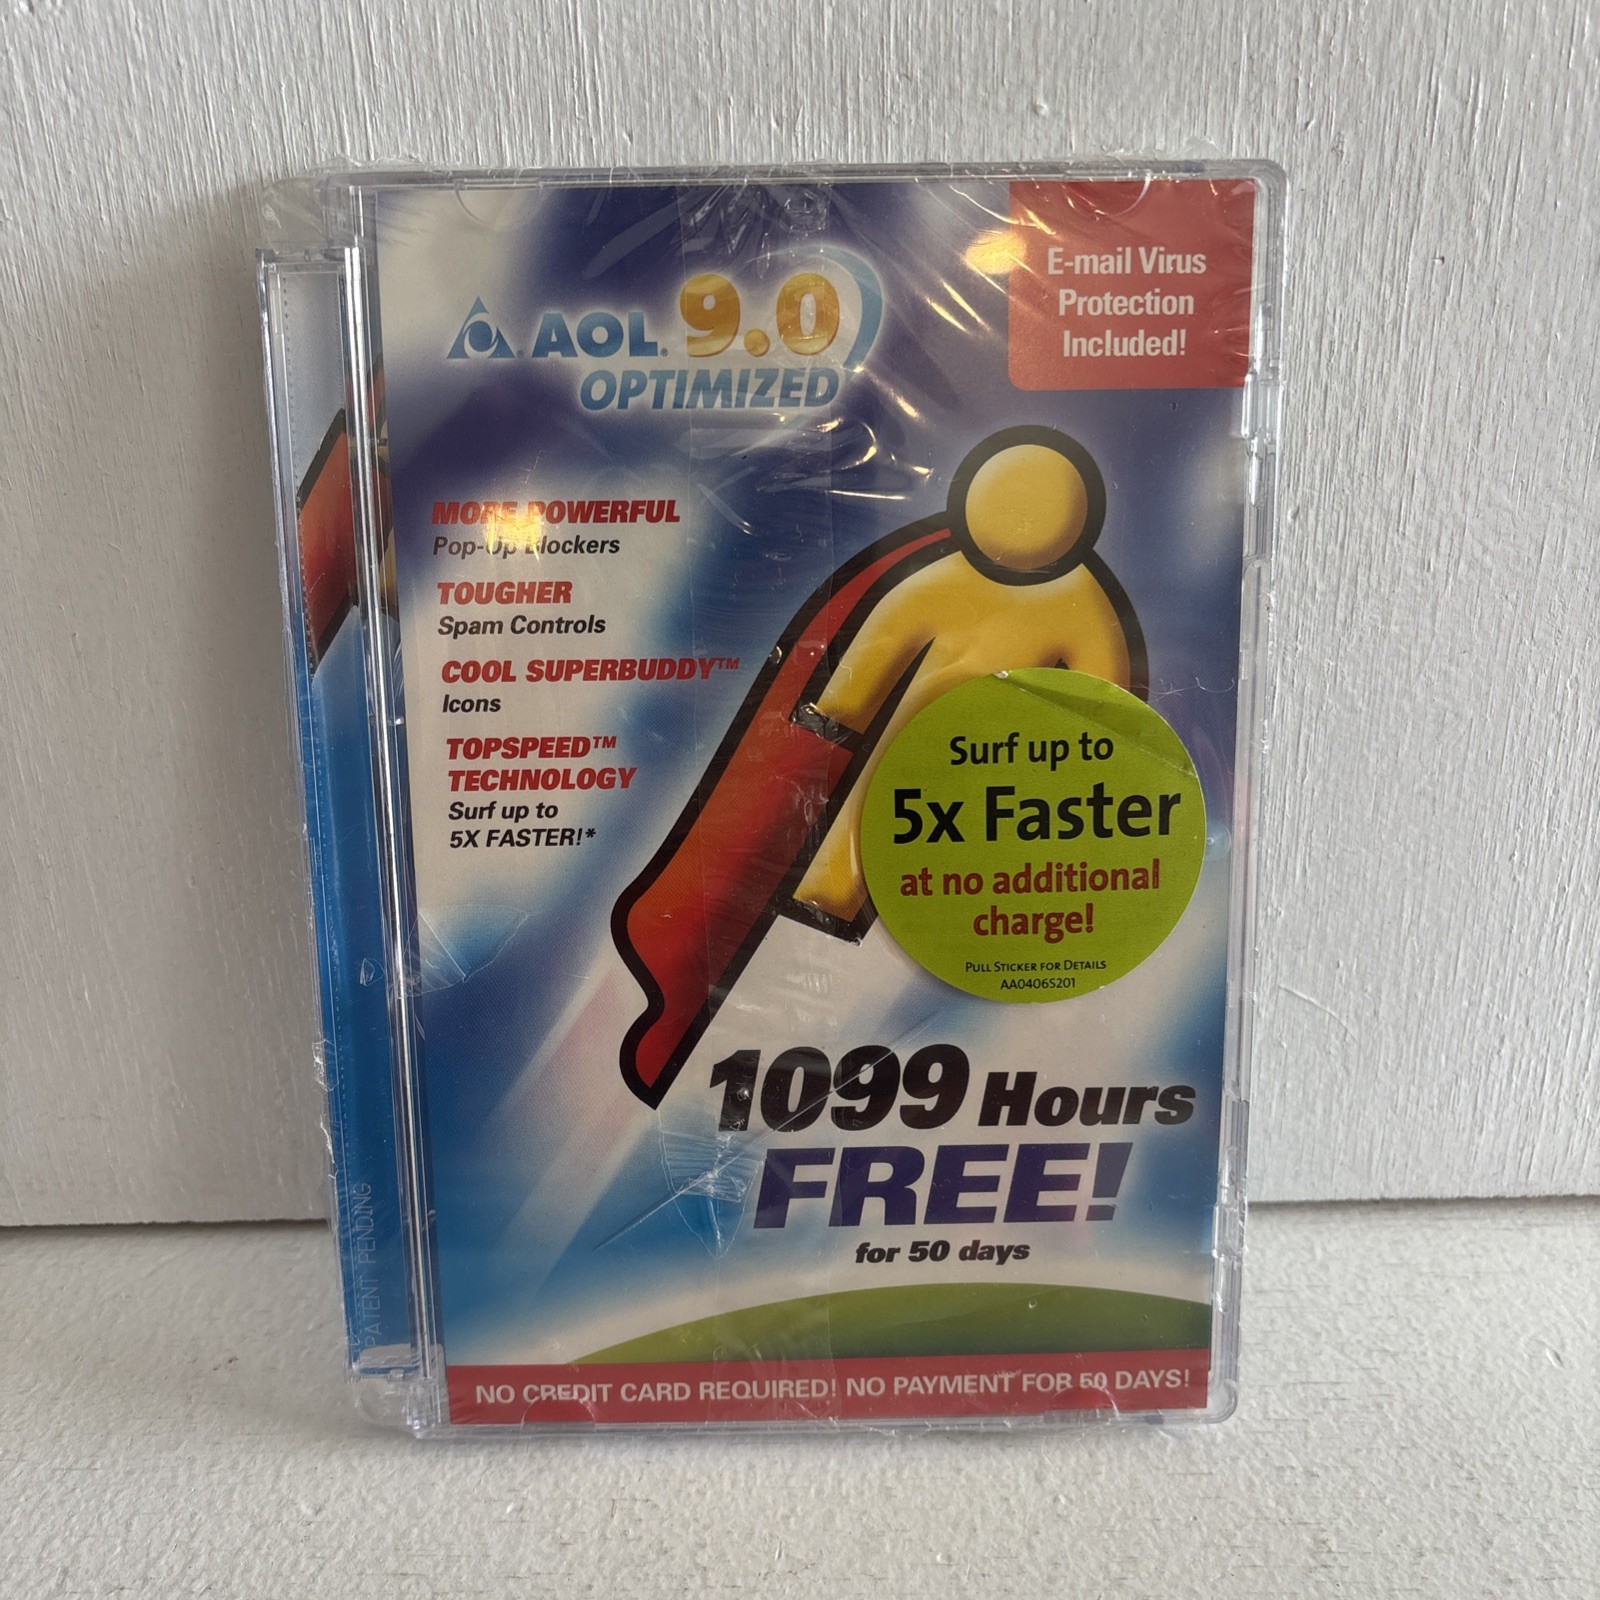 E-mail Virus
Protection
Included!
AOL® 9.0
OPTIMIZED
MORE POWERFUL
Pop-Up Blockers
TOUGHER
Spam Controls
COOL SUPERBUDDY™
Icons
TOPSPEED™
TECHNOLOGY
Surf up to
5X FASTER!*
Surf up to
5x Faster
at no additional
charge!
PULL STICKER FOR DETAILS
AA0406S201
1099 Hours
FREE!
for 50 days
NO CREDIT CARD REQUIRED! NO PAYMENT FOR 50 DAYS!
PATENT PENDING